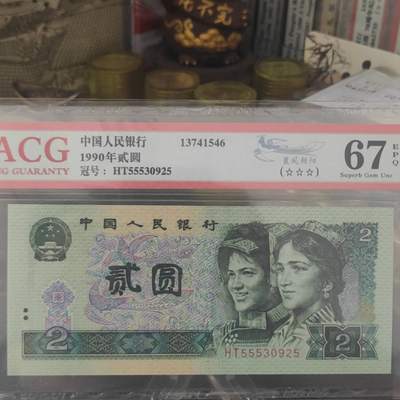 ACG
NG GUARANTY
中国人民银行
1990年贰圆
冠号: HT55530925
13741546
(☆☆☆)
67
E
P
Q
Superb Gem Unc
中国人民银行
2
贰圆
2
HT55530925
2